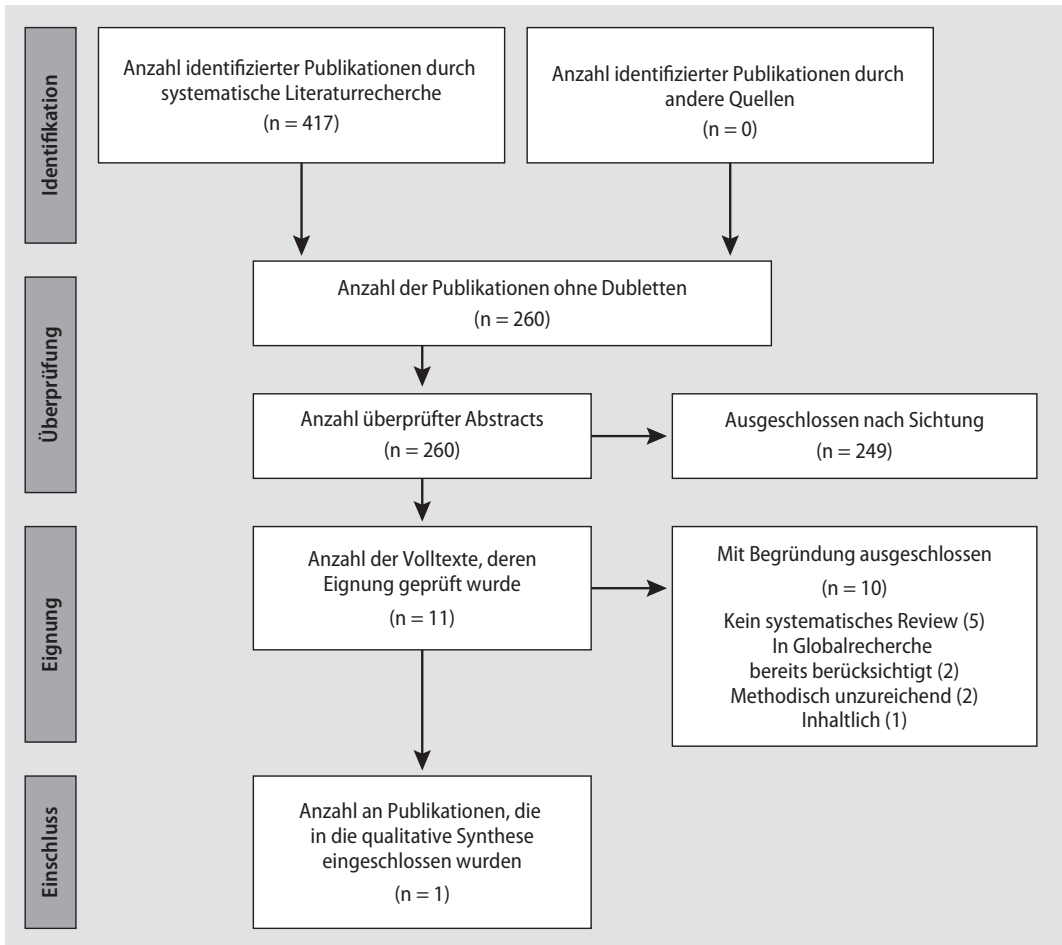 Identifikation
Anzahl identifizierter Publikationen durch
systematische Literaturrecherche
(n = 417)
Anzahl identifizierter Publikationen durch
andere Quellen
(n = 0)
Überprüfung
Anzahl der Publikationen ohne Dubletten
(n = 260)
Anzahl überprüfter Abstracts
(n = 260)
Ausgeschlossen nach Sichtung
(n = 249)
Eignung
Anzahl der Volltexte, deren
Eignung geprüft wurde
(n = 11)
Mit Begründung ausgeschlossen
(n = 10)
Kein systematisches Review (5)
In Globalrecherche
bereits berücksichtigt (2)
Methodisch unzureichend (2)
Inhaltlich (1)
Einschluss
Anzahl an Publikationen, die
in die qualitative Synthese
eingeschlossen wurden
(n = 1)